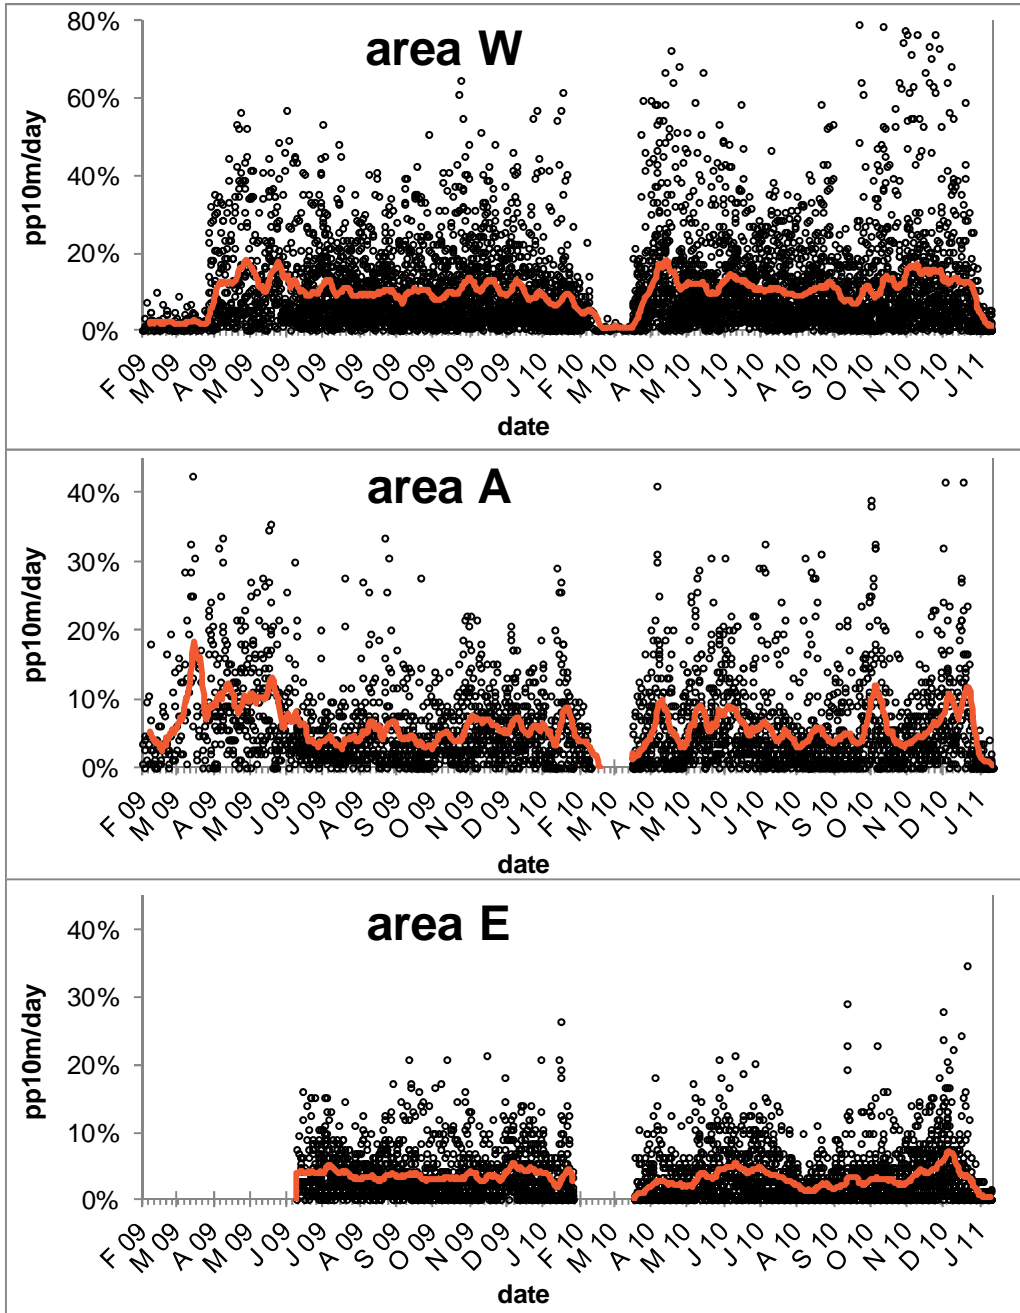 area W
pp10m/day
80%
60%
40%
20%
0%
F 09
M 09
A 09
M 09
J 09
J 09
A 09
S 09
O 09
N 09
D 09
J 10
F 10
M 10
A 10
M 10
J 10
J 10
A 10
S 10
O 10
N 10
D 10
J 11
date
area A
pp10m/day
40%
30%
20%
10%
0%
F 09
M 09
A 09
M 09
J 09
J 09
A 09
S 09
O 09
N 09
D 09
J 10
F 10
M 10
A 10
M 10
J 10
J 10
A 10
S 10
O 10
N 10
D 10
J 11
date
area E
pp10m/day
40%
30%
20%
10%
0%
F 09
M 09
A 09
M 09
J 09
J 09
A 09
S 09
O 09
N 09
D 09
J 10
F 10
M 10
A 10
M 10
J 10
J 10
A 10
S 10
O 10
N 10
D 10
J 11
date